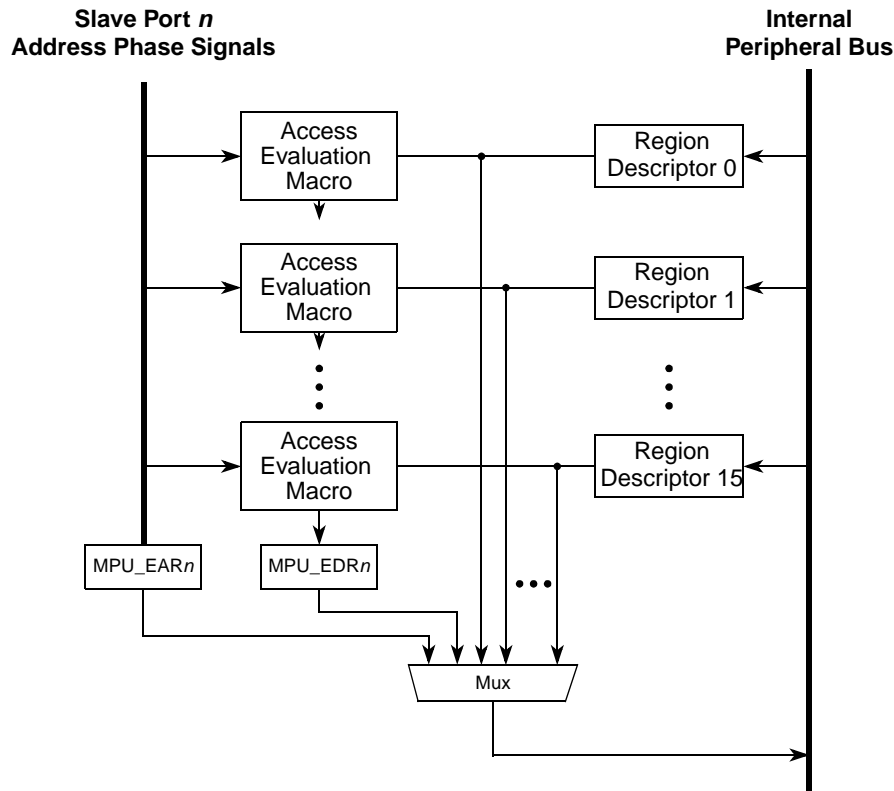 Slave Port n
Address Phase Signals
Internal
Peripheral Bus
Access
Evaluation
Macro
Region
Descriptor 0
Access
Evaluation
Macro
Region
Descriptor 1
Access
Evaluation
Macro
Region
Descriptor 15
MPU_EARn
MPU_EDRn
Mux